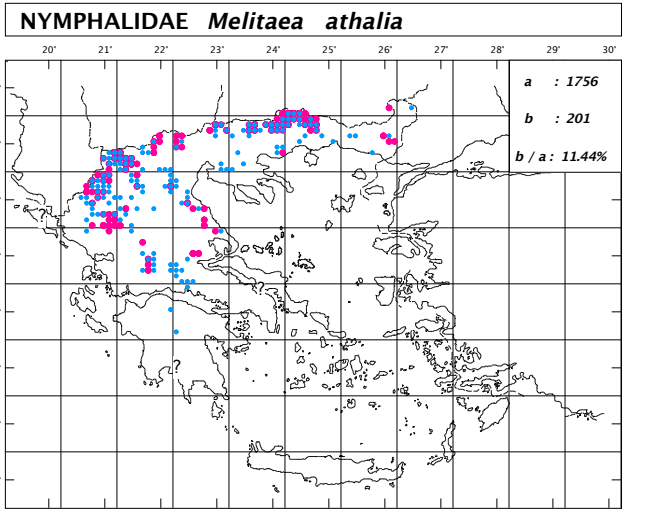 NYMPHALIDAE Melitaea athalia
20° 21° 22° 23° 24° 25° 26° 27° 28° 29° 30°
a : 1756
b : 201
b / a : 11.44%
?
? ?
?